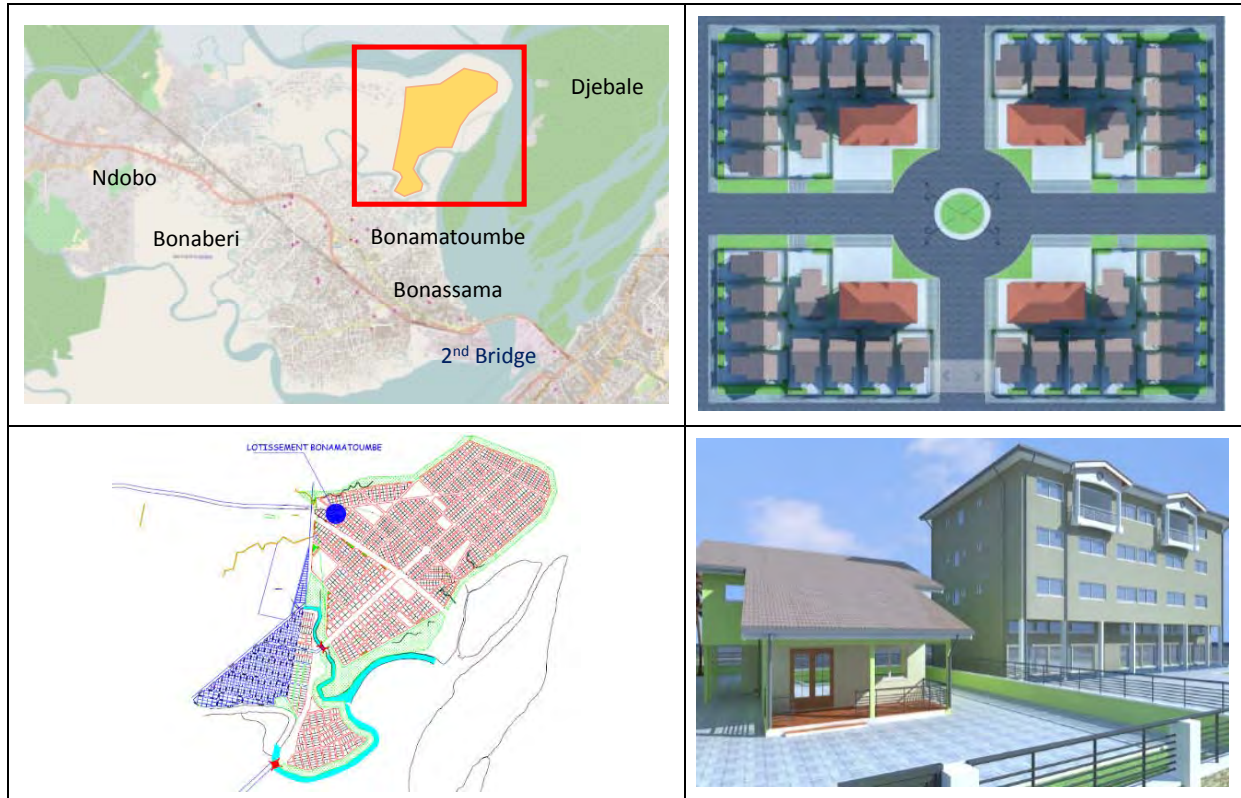 Djebale
Ndobo
Bonaberi
Bonamatoumbe
Bonassama
2nd Bridge
LOTISSEMENT BONAMATOUMBE